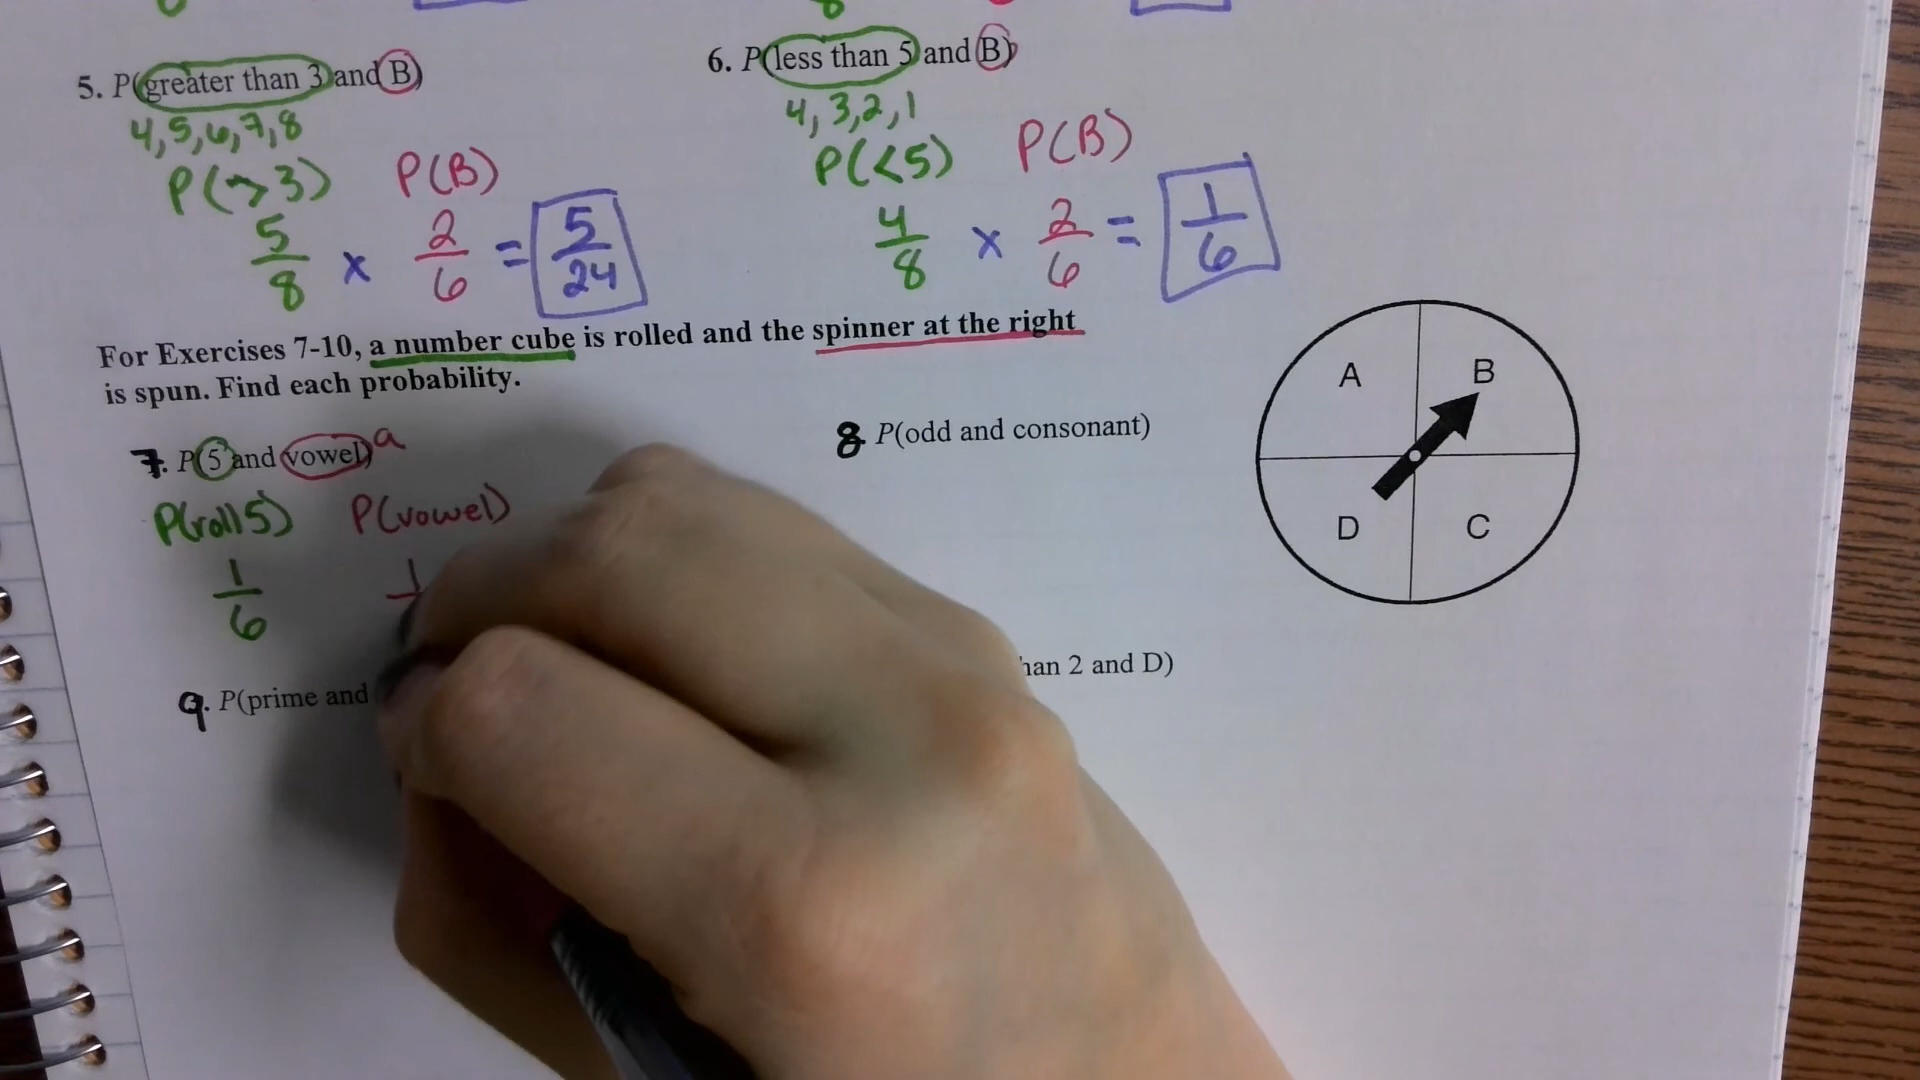 5. P(greater than 3 and B)
4,5,6,7,8
P(>3) P(B)
5/8 x 2/6 = 5/24
6. P(less than 5 and B)
4,3,2,1
P(<5) P(B)
4/8 x 2/6 = 1/6
For Exercises 7-10, a number cube is rolled and the spinner at the right
is spun. Find each probability.
7. P(5 and vowel) a
P(roll 5) P(vowel)
1/6 1
8 P(odd and consonant)
A B
D C
9. P(prime and
2 and D)